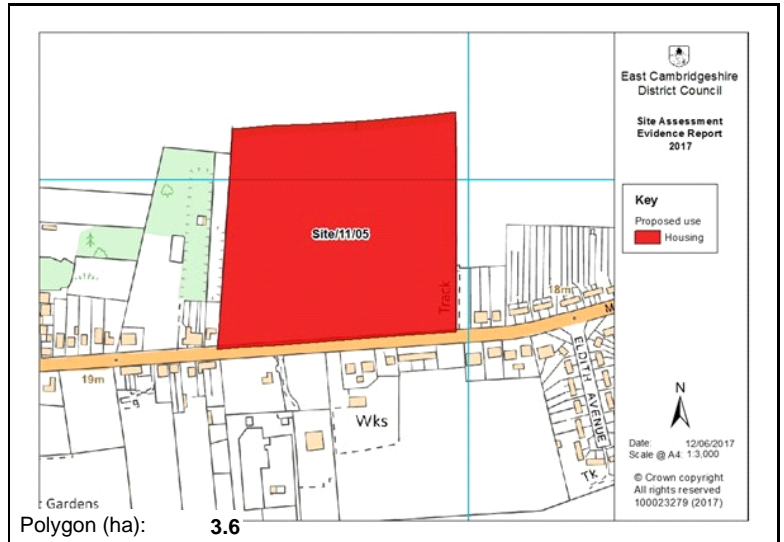 East Cambridgeshire
District Council
Site Assessment
Evidence Report
2017
Key
Proposed use
Housing
Site/11/05
Track
18m
M
19m
ELDITH AVENUE
Wks
Tk
Gardens
N
Date: 12/06/2017
Scale @ A4: 1:3,000
© Crown copyright
All rights reserved
100023279 (2017)
Polygon (ha): 3.6